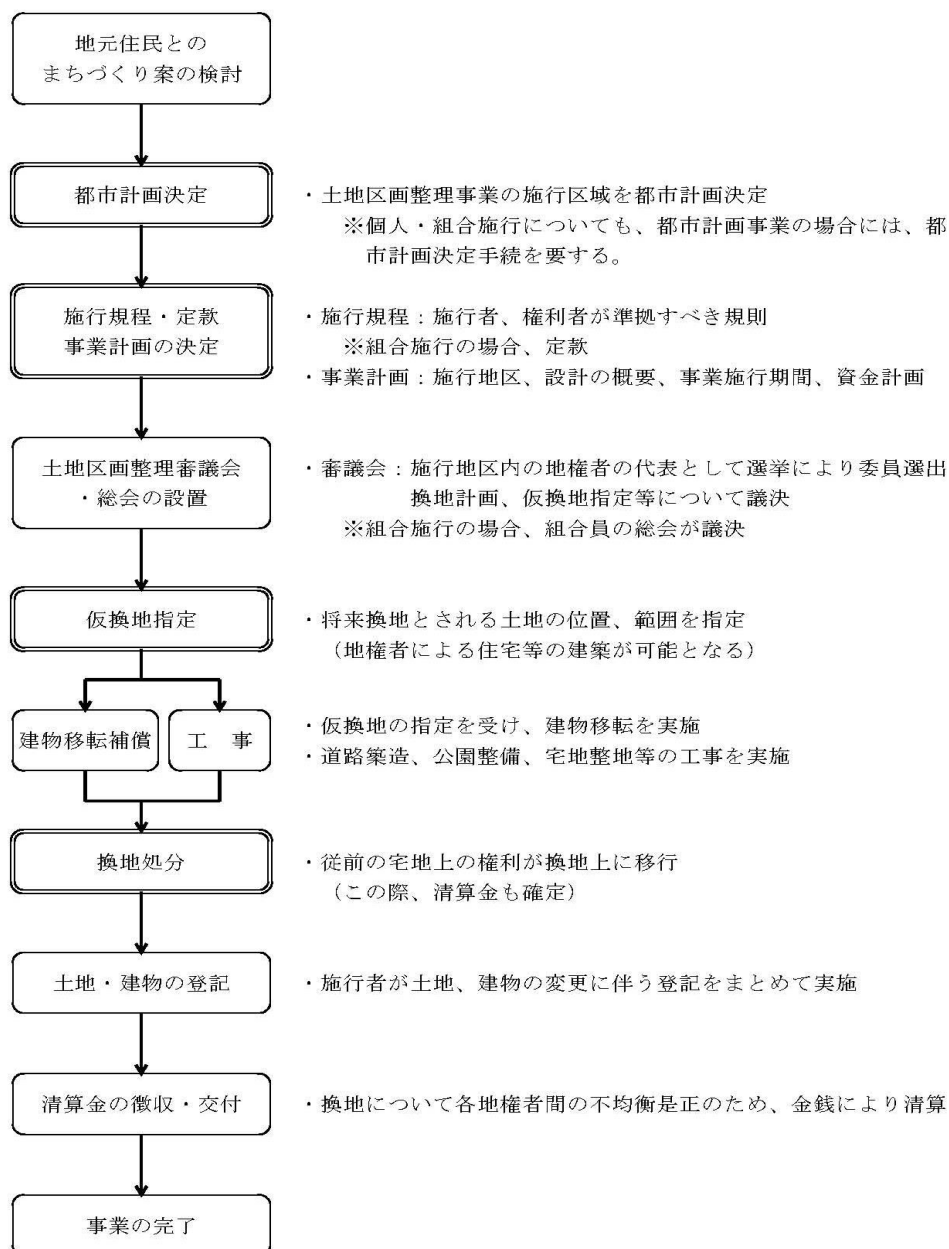 地元住民との
まちづくり案の検討
都市計画決定
・土地区画整理事業の施行区域を都市計画決定
※個人・組合施行についても、都市計画事業の場合には、都
市計画決定手続を要する。
施行規程・定款
事業計画の決定
・施行規程:施行者、権利者が準拠すべき規則
※組合施行の場合、定款
・事業計画:施行地区、設計の概要、事業施行期間、資金計画
土地区画整理審議会
・総会の設置
・審議会:施行地区内の地権者の代表として選挙により委員選出
換地計画、仮換地指定等について議決
※組合施行の場合、組合員の総会が議決
仮換地指定
・将来換地とされる土地の位置、範囲を指定
(地権者による住宅等の建築が可能となる)
建物移転補償
工 事
・仮換地の指定を受け、建物移転を実施
・道路築造、公園整備、宅地整地等の工事を実施
換地処分
・従前の宅地上の権利が換地上に移行
(この際、清算金も確定)
土地・建物の登記
・施行者が土地、建物の変更に伴う登記をまとめて実施
清算金の徴収・交付
・換地について各地権者間の不均衡是正のため、金銭により清算
事業の完了